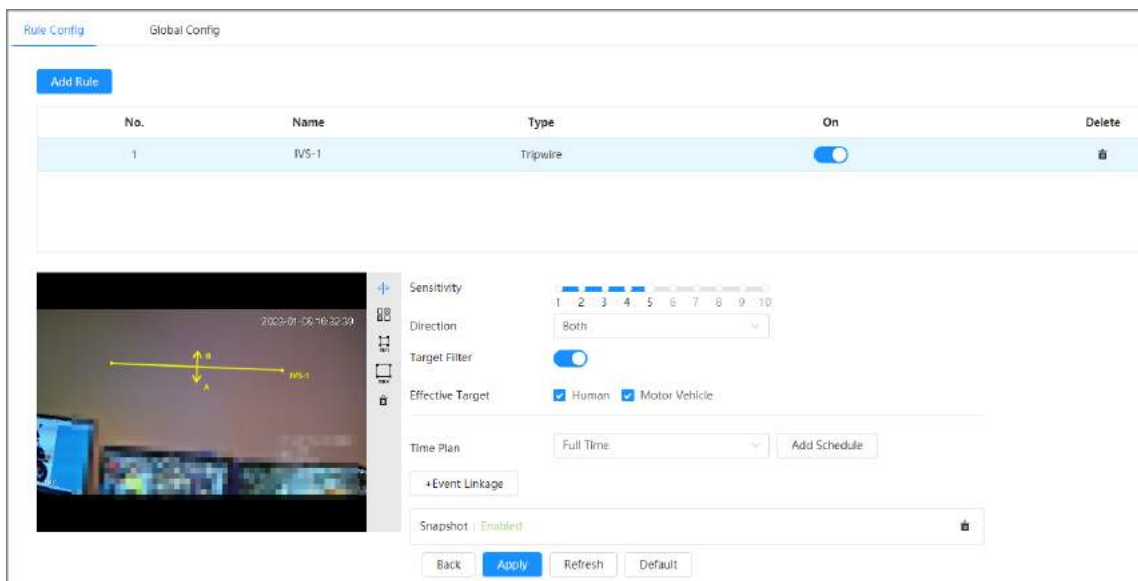 Rule Config Global Config
Add Rule
No. Name Type On Delete
1 IVS-1 Tripwire
Sensitivity
1 2 3 4 5 6 7 8 9 10
Direction Both
Target Filter
Effective Target Human Motor Vehicle
B
IVS-1
A
Time Plan Full Time Add Schedule
+Event Linkage
Snapshot | Enabled
Back Apply Refresh Default